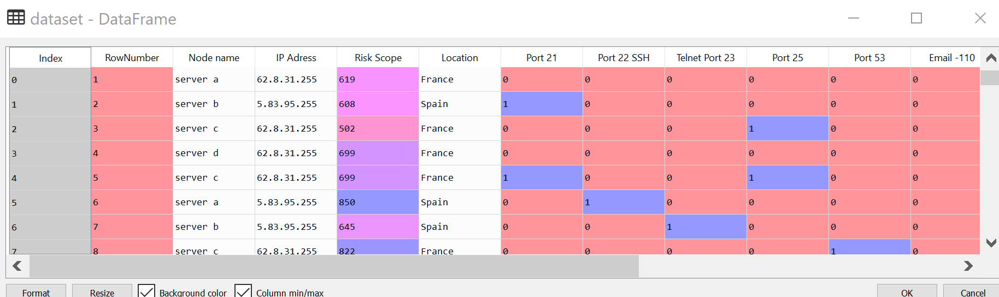 dataset - DataFrame
Index RowNumber Node name IP Adress Risk Scope Location Port 21 Port 22 SSH Telnet Port 23 Port 25 Port 53 Email -110
0 1 server a 62.8.31.255 619 France 0 0 0 0 0 0
1 2 server b 5.83.95.255 608 Spain 1 0 0 0 0 0
2 3 server c 62.8.31.255 502 France 0 0 0 1 0 0
3 4 server d 62.8.31.255 699 France 0 0 0 0 0 0
4 5 server c 62.8.31.255 699 France 1 0 0 1 0 0
5 6 server a 5.83.95.255 850 Spain 0 1 0 0 0 0
6 7 server b 5.83.95.255 645 Spain 0 0 1 0 0 0
7 8 server c 62.8.31.255 822 France 0 0 0 0 1 0
Format Resize Background color Column min/max OK Cancel